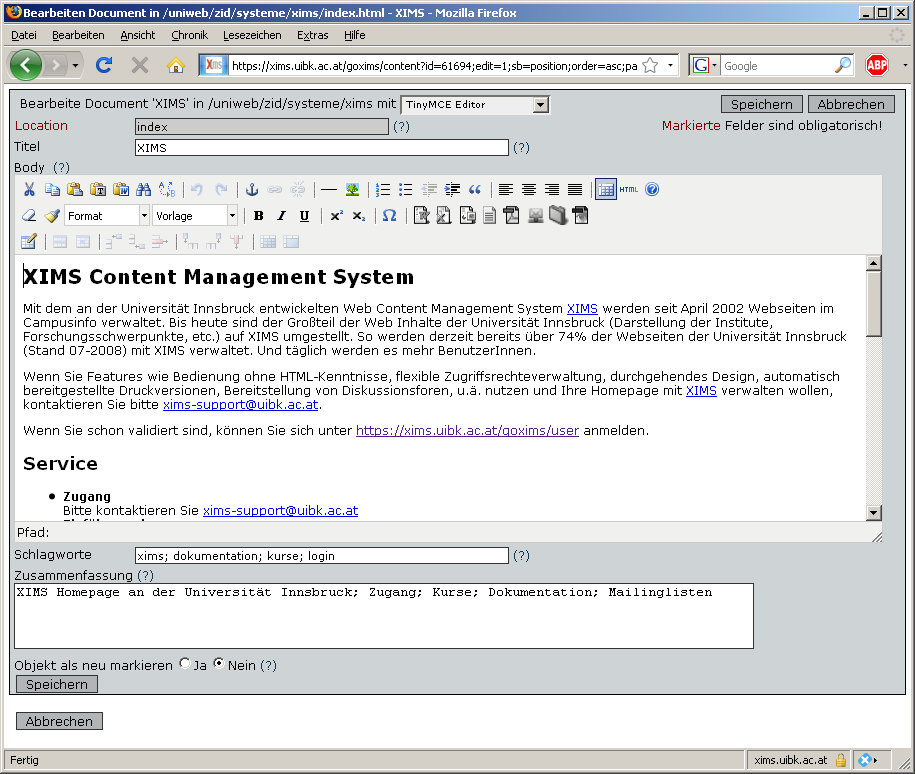 Bearbeiten Document in /uniweb/zid/systeme/xims/index.html - XIMS - Mozilla Firefox
Datei Bearbeiten Ansicht Chronik Lesezeichen Extras Hilfe
Xims https://xims.uibk.ac.at/goxims/content?id=61694;edit=1;sb=position;order=asc;pa G Google ABP
Bearbeite Document 'XIMS' in /uniweb/zid/systeme/xims mit TinyMCE Editor Speichern Abbrechen
Location index (?) Markierte Felder sind obligatorisch!
Titel XIMS (?)
Body (?)
HTML
Format Vorlage B I U x² x₂ Ω
XIMS Content Management System
Mit dem an der Universität Innsbruck entwickelten Web Content Management System XIMS werden seit April 2002 Webseiten im
Campusinfo verwaltet. Bis heute sind der Großteil der Web Inhalte der Universität Innsbruck (Darstellung der Institute,
Forschungsschwerpunkte, etc.) auf XIMS umgestellt. So werden derzeit bereits über 74% der Webseiten der Universität Innsbruck
(Stand 07-2008) mit XIMS verwaltet. Und täglich werden es mehr BenutzerInnen.
Wenn Sie Features wie Bedienung ohne HTML-Kenntnisse, flexible Zugriffsrechteverwaltung, durchgehendes Design, automatisch
bereitgestellte Druckversionen, Bereitstellung von Diskussionsforen, u.ä. nutzen und Ihre Homepage mit XIMS verwalten wollen,
kontaktieren Sie bitte xims-support@uibk.ac.at.
Wenn Sie schon validiert sind, können Sie sich unter https://xims.uibk.ac.at/goxims/user anmelden.
Service
• Zugang
Bitte kontaktieren Sie xims-support@uibk.ac.at
Pfad:
Schlagworte xims; dokumentation; kurse; login (?)
Zusammenfassung (?)
XIMS Homepage an der Universität Innsbruck; Zugang; Kurse; Dokumentation; Mailinglisten
Objekt als neu markieren Ja Nein (?)
Speichern
Abbrechen
Fertig xims.uibk.ac.at